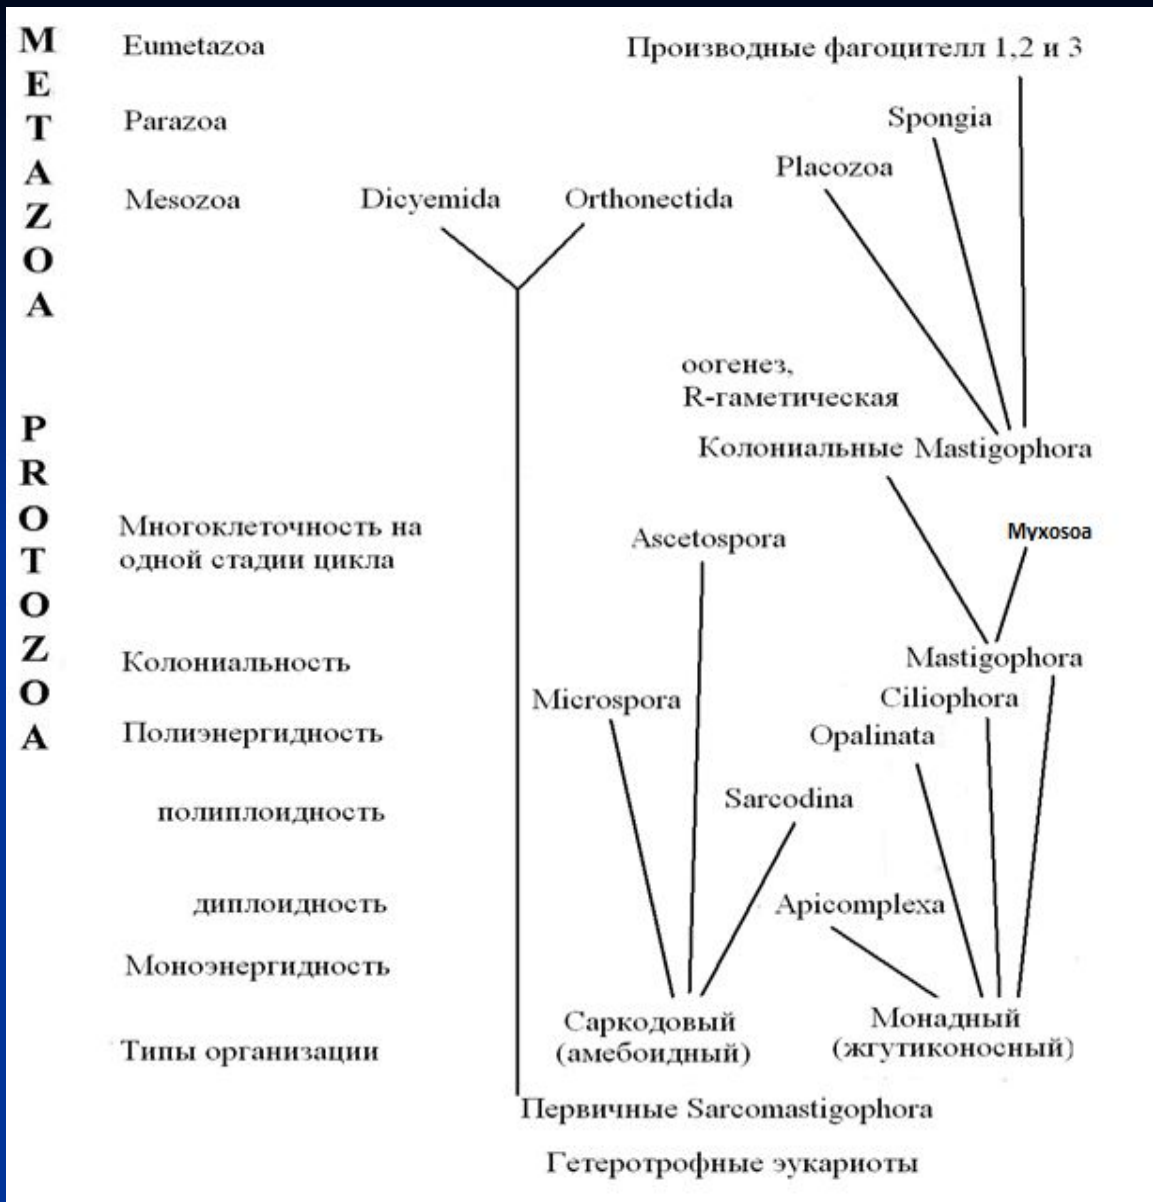 METAZOA
PROTOZOA
Eumetazoa
Производные фагоцителл 1,2 и 3
Parazoa
Spongia
Placozoa
Mesozoa
Dicyemida
Orthonectida
оогенез,
R-гаметическая
Колониальные Mastigophora
Многоклеточность на
одной стадии цикла
Ascetospora
Myxosoa
Колониальность
Mastigophora
Microspora
Ciliophora
Полиэнергидность
Opalinata
полиплоидность
Sarcodina
диплоидность
Apicomplexa
Моноэнергидность
Типы организации
Саркодовый
(амебоидный)
Монадный
(жгутиконосный)
Первичные Sarcomastigophora
Гетеротрофные эукариоты